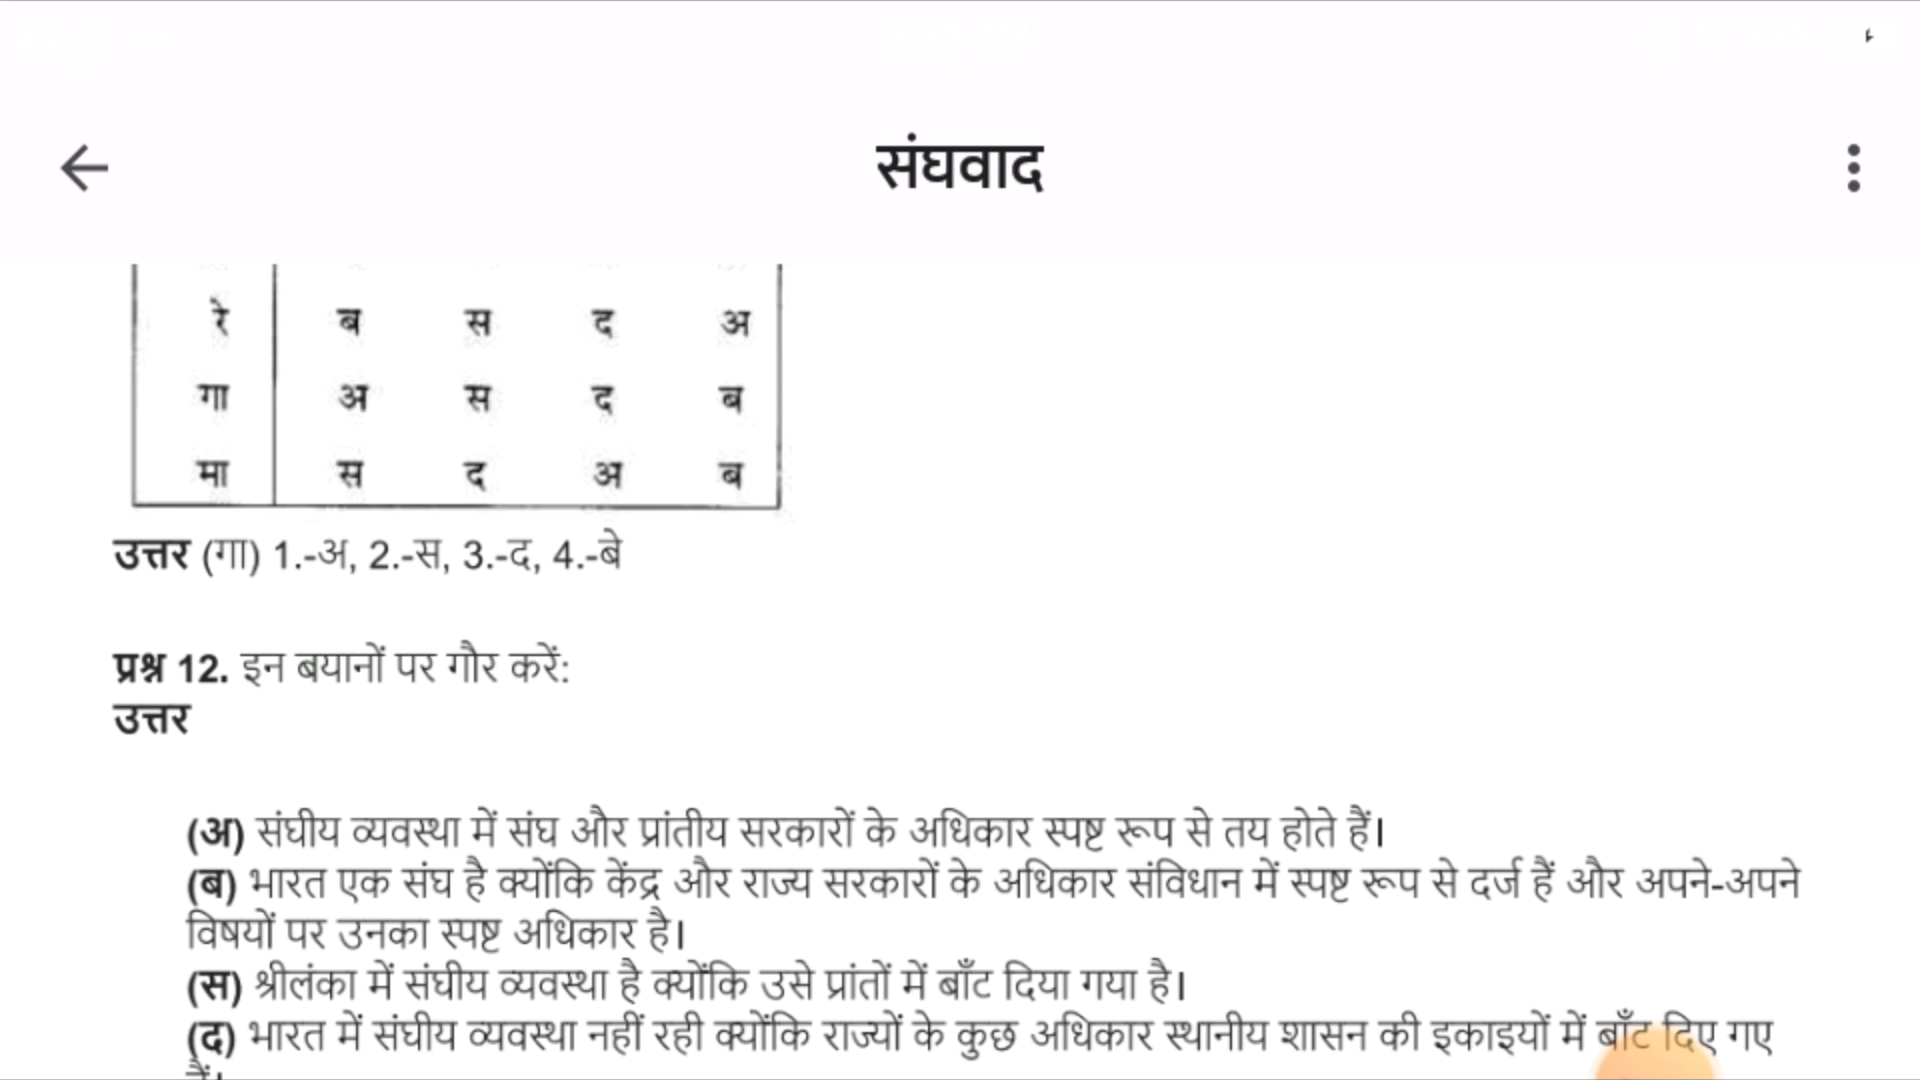 संघवाद
रे ब स द अ
गा अ स द ब
मा स द अ ब
उत्तर (गा) 1.-अ, 2.-स, 3.-द, 4.-बे
प्रश्न 12. इन बयानों पर गौर करें:
उत्तर
(अ) संघीय व्यवस्था में संघ और प्रांतीय सरकारों के अधिकार स्पष्ट रूप से तय होते हैं।
(ब) भारत एक संघ है क्योंकि केंद्र और राज्य सरकारों के अधिकार संविधान में स्पष्ट रूप से दर्ज हैं और अपने-अपने
विषयों पर उनका स्पष्ट अधिकार है।
(स) श्रीलंका में संघीय व्यवस्था है क्योंकि उसे प्रांतों में बाँट दिया गया है।
(द) भारत में संघीय व्यवस्था नहीं रही क्योंकि राज्यों के कुछ अधिकार स्थानीय शासन की इकाइयों में बाँट दिए गए